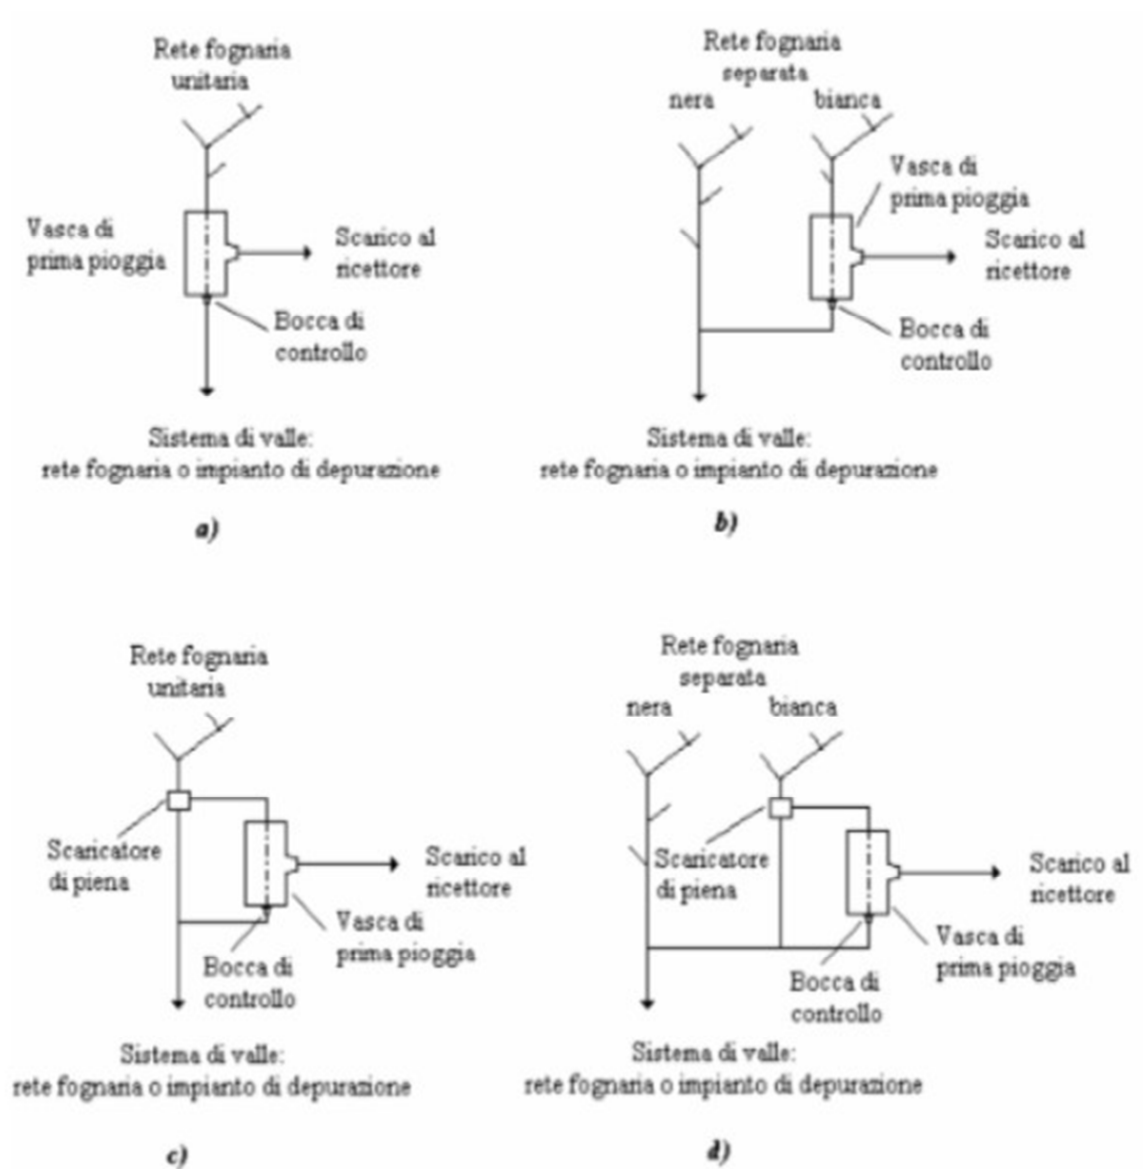 Rete fognaria
unitaria
Vasca di
prima pioggia
Scarico al
ricettore
Bocca di
controllo
Sistema di valle:
rete fognaria o impianto di depurazione
a)
Rete fognaria
separata
nera
bianca
Vasca di
prima pioggia
Scarico al
ricettore
Bocca di
controllo
Sistema di valle:
rete fognaria o impianto di depurazione
b)
Rete fognaria
unitaria
Scaricatore
di piena
Scarico al
ricettore
Vasca di
prima pioggia
Bocca di
controllo
Sistema di valle:
rete fognaria o impianto di depurazione
c)
Rete fognaria
separata
nera
bianca
Scaricatore
di piena
Scarico al
ricettore
Vasca di
prima pioggia
Bocca di
controllo
Sistema di valle:
rete fognaria o impianto di depurazione
d)